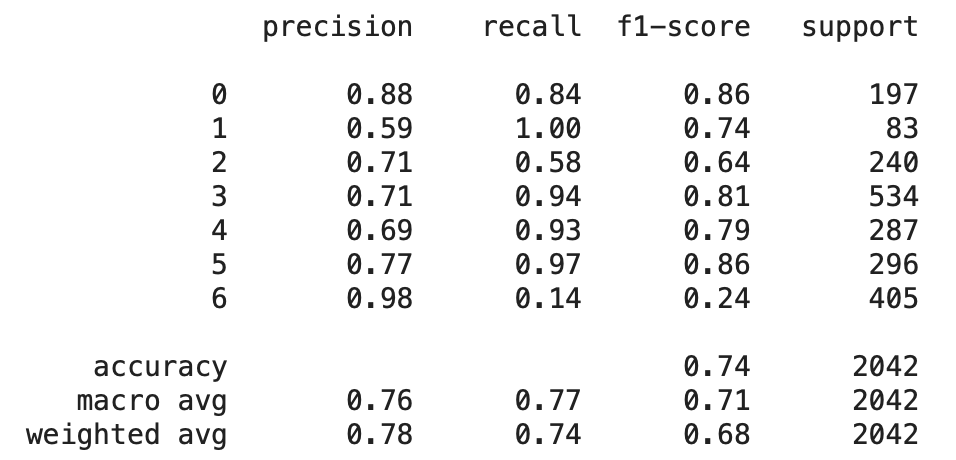 precision recall f1-score support
0 0.88 0.84 0.86 197
1 0.59 1.00 0.74 83
2 0.71 0.58 0.64 240
3 0.71 0.94 0.81 534
4 0.69 0.93 0.79 287
5 0.77 0.97 0.86 296
6 0.98 0.14 0.24 405
accuracy 0.74 2042
macro avg 0.76 0.77 0.71 2042
weighted avg 0.78 0.74 0.68 2042